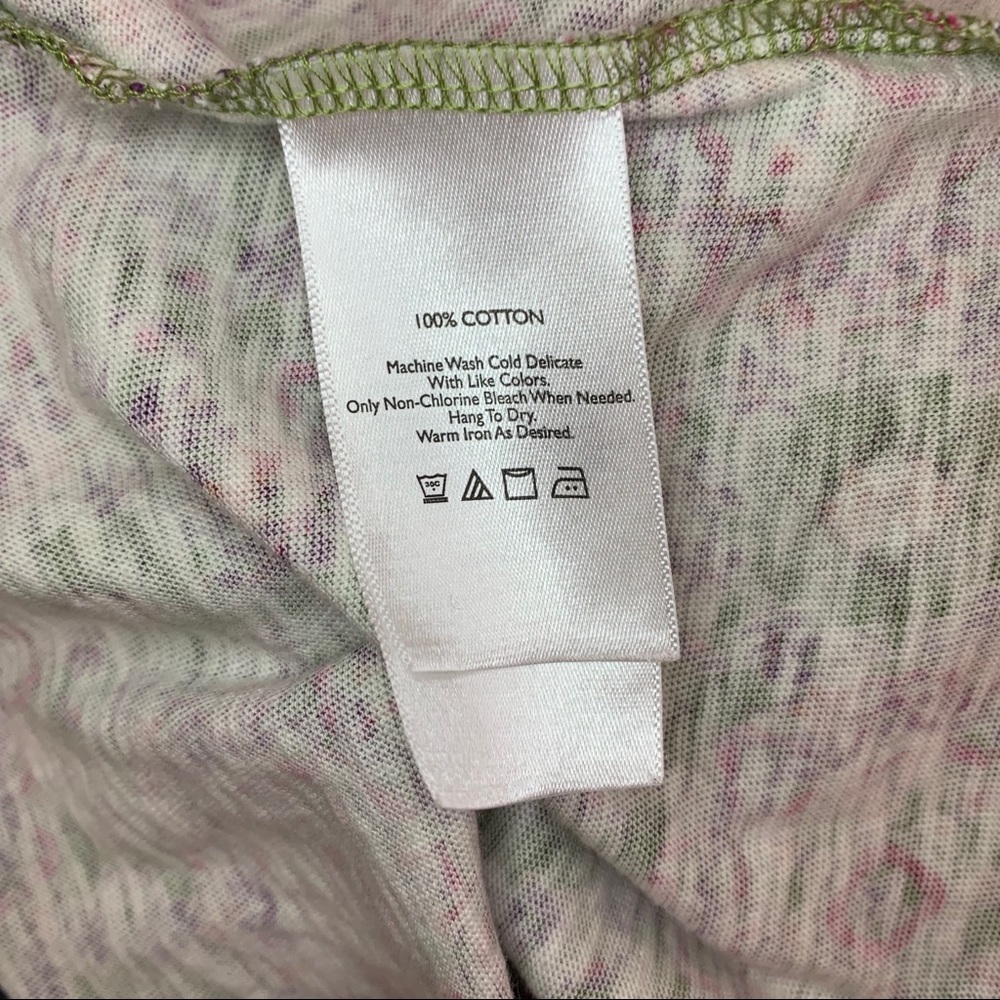 100% COTTON
Machine Wash Cold Delicate
With Like Colors.
Only Non-Chlorine Bleach When Needed.
Hang To Dry.
Warm Iron As Desired.
30C